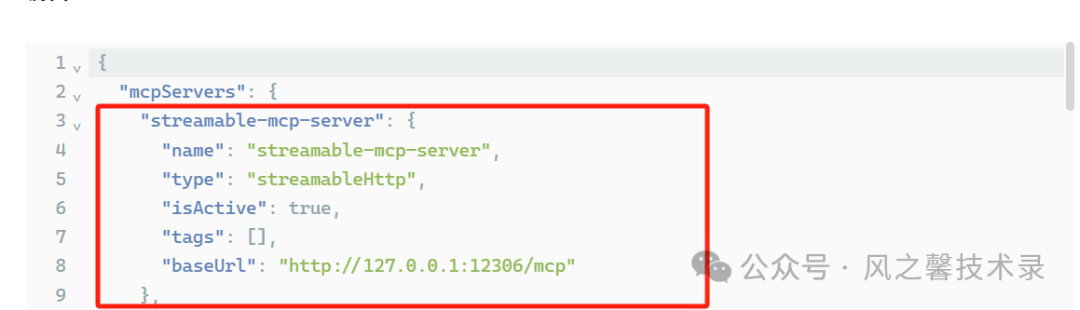 1 {
2 "mcpServers": {
3 "streamable-mcp-server": {
4 "name": "streamable-mcp-server",
5 "type": "streamableHttp",
6 "isActive": true,
7 "tags": [],
8 "baseUrl": "http://127.0.0.1:12306/mcp"
9 },
公众号 · 风之馨技术录